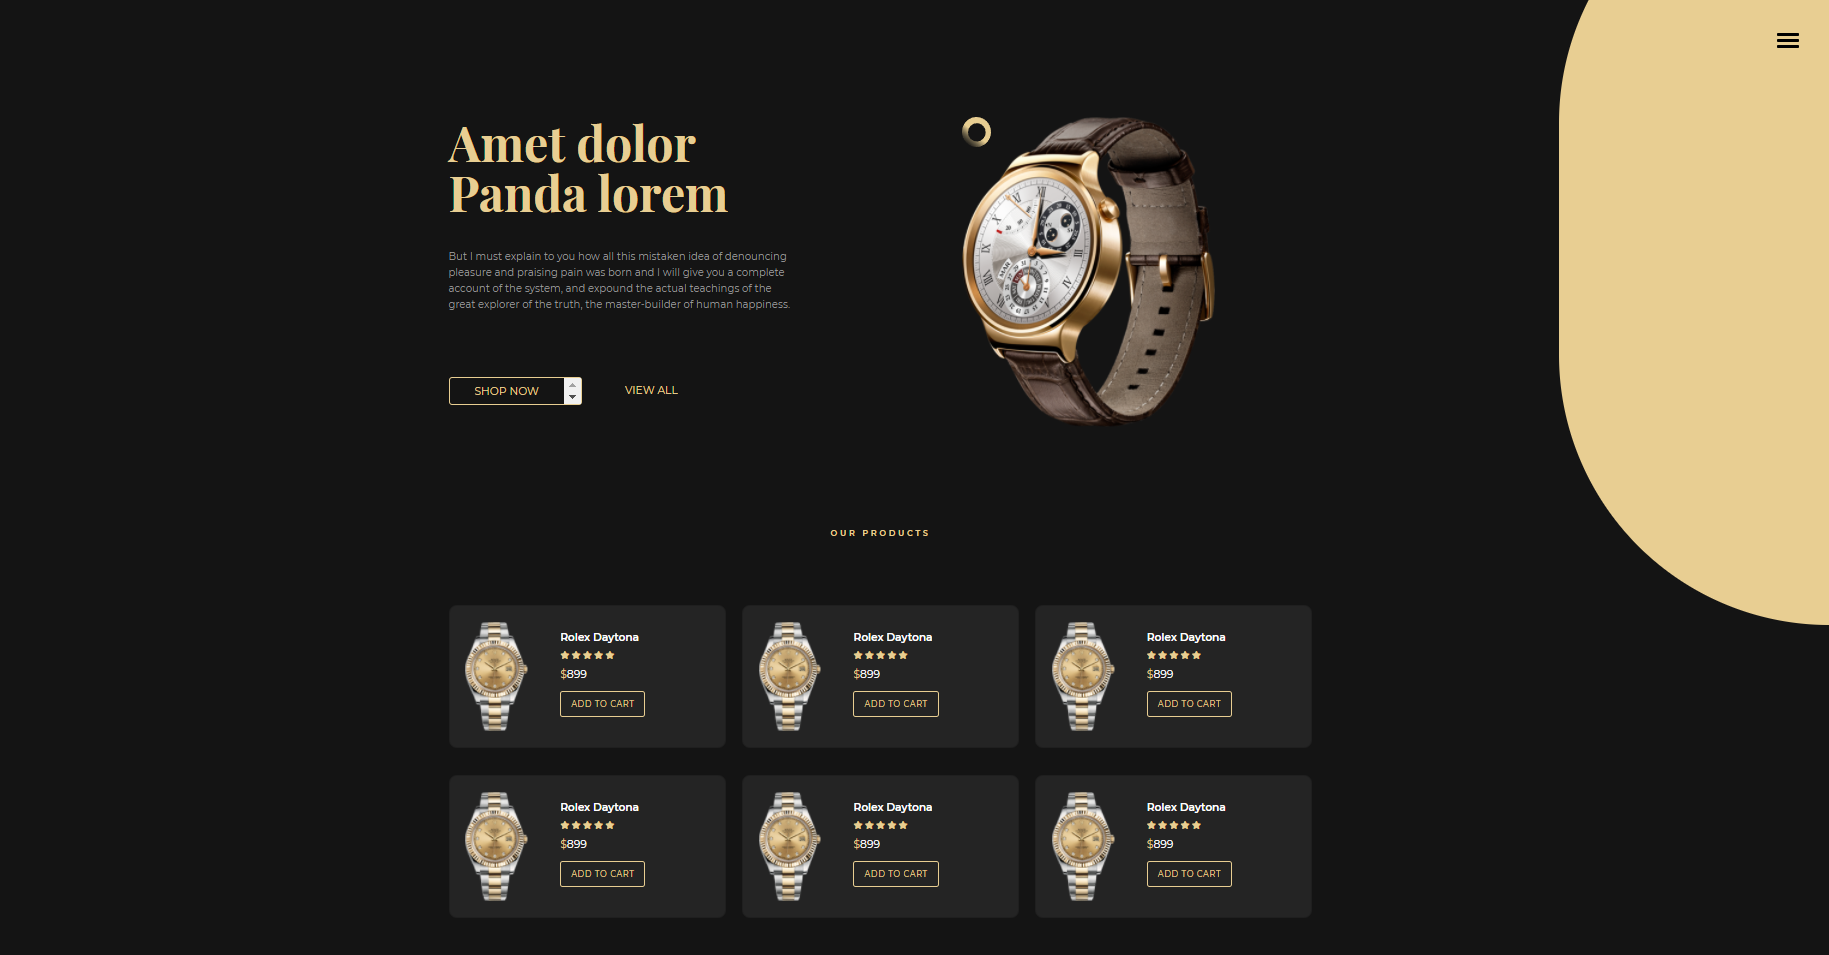 Amet dolor
Panda lorem
But I must explain to you how all this mistaken idea of denouncing
pleasure and praising pain was born and I will give you a complete
account of the system, and expound the actual teachings of the
great explorer of the truth, the master-builder of human happiness.
SHOP NOW
VIEW ALL
OUR PRODUCTS
Rolex Daytona
$899
ADD TO CART
Rolex Daytona
$899
ADD TO CART
Rolex Daytona
$899
ADD TO CART
Rolex Daytona
$899
ADD TO CART
Rolex Daytona
$899
ADD TO CART
Rolex Daytona
$899
ADD TO CART